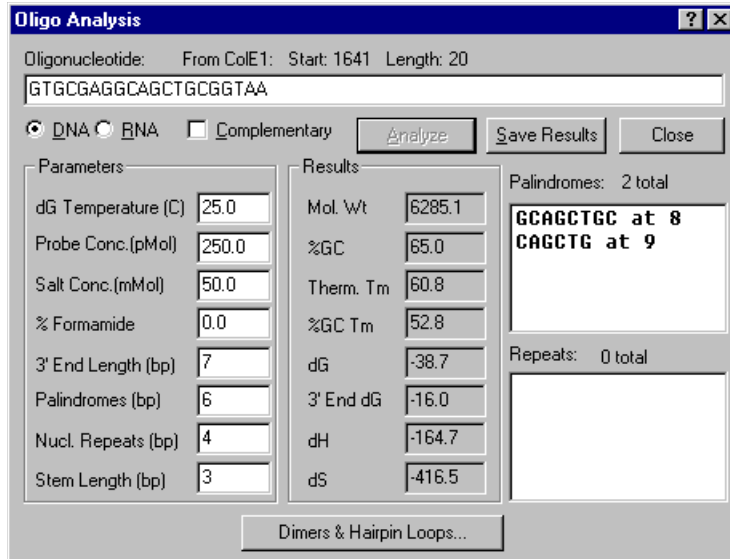 Oligo Analysis
Oligonucleotide: From ColE1: Start: 1641 Length: 20
GTGCGAGGCAGCTGCGGTAA
DNA RNA Complementary Analyze Save Results Close
Parameters
dG Temperature (C) 25.0
Probe Conc.(pMol) 250.0
Salt Conc.(mMol) 50.0
% Formamide 0.0
3' End Length (bp) 7
Palindromes (bp) 6
Nucl. Repeats (bp) 4
Stem Length (bp) 3
Results
Mol. Wt 6285.1
%GC 65.0
Therm. Tm 60.8
%GC Tm 52.8
dG -38.7
3' End dG -16.0
dH -164.7
dS -416.5
Palindromes: 2 total
GCAGCTGC at 8
CAGCTG at 9
Repeats: 0 total
Dimers & Hairpin Loops...